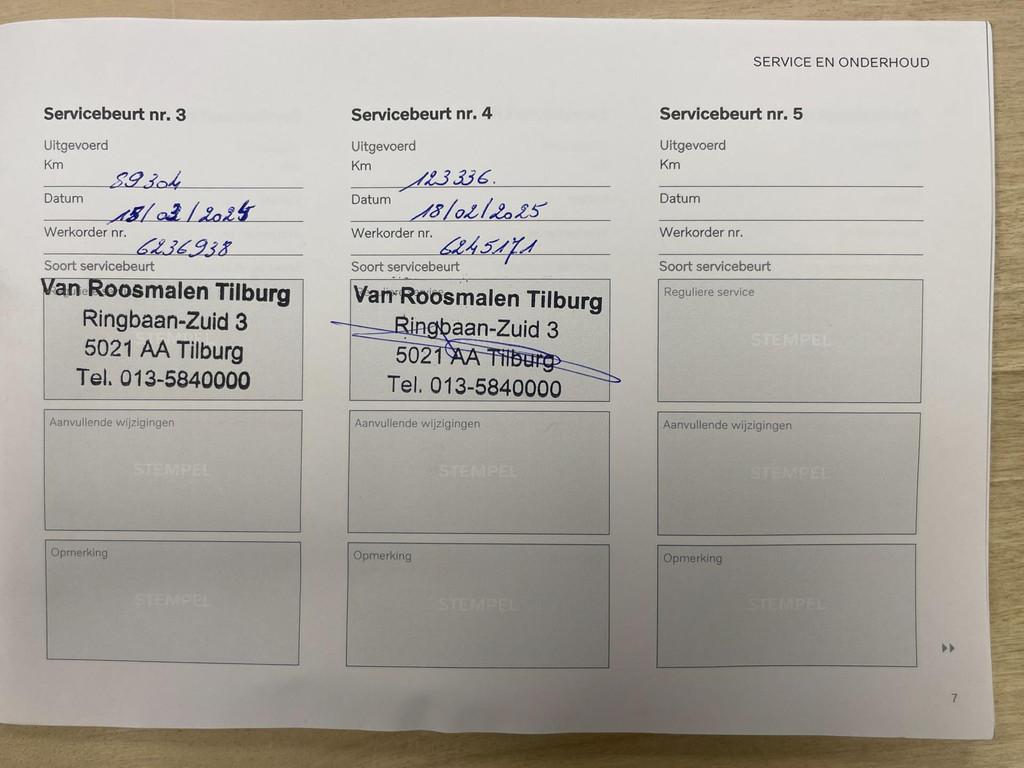 SERVICE EN ONDERHOUD
Servicebeurt nr. 3
Uitgevoerd
Km 89304
Datum
Werkorder nr. 6236938
Soort servicebeurt
Van Roosmalen Tilburg
Ringbaan-Zuid 3
5021 AA Tilburg
Tel. 013-5840000
Aanvullende wijzigingen
STEMPEL
Opmerking
STEMPEL
Servicebeurt nr. 4
Uitgevoerd
Km 123336.
Datum 18/02/2025
Werkorder nr. 6245171
Soort servicebeurt
Van Roosmalen Tilburg
Ringbaan-Zuid 3
5021 AA Tilburg
Tel. 013-5840000
Aanvullende wijzigingen
STEMPEL
Opmerking
STEMPEL
Servicebeurt nr. 5
Uitgevoerd
Km
Datum
Werkorder nr.
Soort servicebeurt
Reguliere service
STEMPEL
Aanvullende wijzigingen
STEMPEL
Opmerking
STEMPEL
7